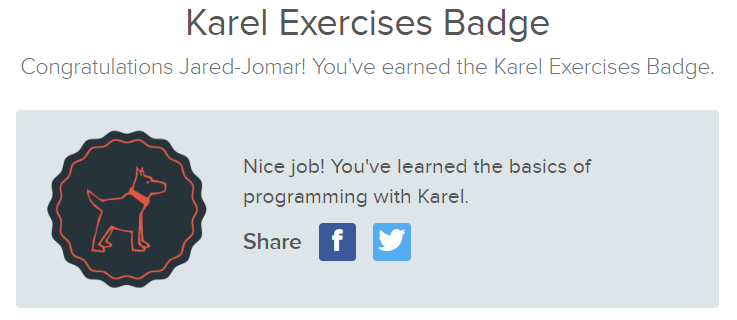 Karel Exercises Badge
Congratulations Jared-Jomar! You've earned the Karel Exercises Badge.
Nice job! You've learned the basics of
programming with Karel.
Share